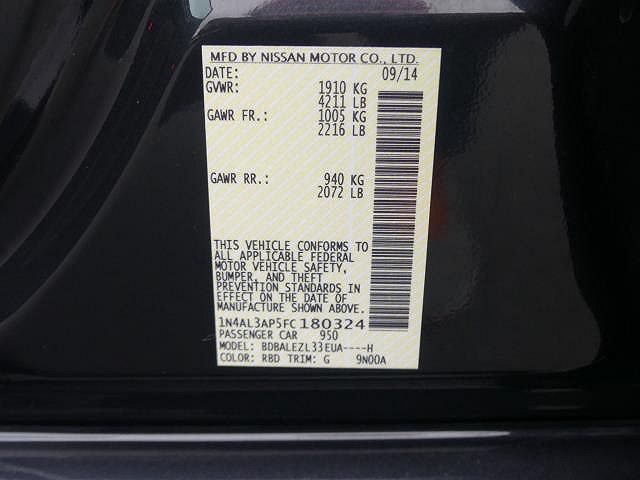 MFD BY NISSAN MOTOR CO., LTD.
DATE: 09/14
GVWR: 1910 KG
4211 LB
GAWR FR.: 1005 KG
2216 LB
GAWR RR.: 940 KG
2072 LB
THIS VEHICLE CONFORMS TO
ALL APPLICABLE FEDERAL
MOTOR VEHICLE SAFETY,
BUMPER, AND THEFT
PREVENTION STANDARDS IN
EFFECT ON THE DATE OF
MANUFACTURE SHOWN ABOVE.
1N4AL3AP5FC180324
PASSENGER CAR 950
MODEL: BDBALEZL33EUA----H
COLOR: RBD TRIM: G 9N00A